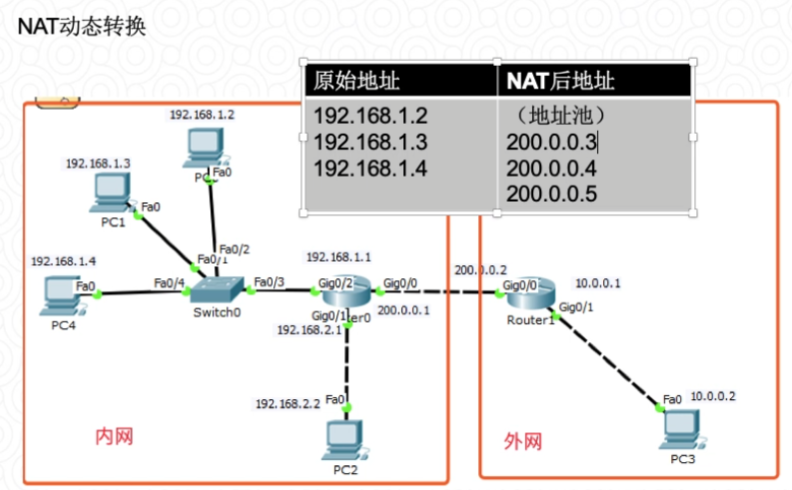 NAT动态转换
原始地址
NAT后地址
192.168.1.2
192.168.1.3
192.168.1.4
（地址池）
200.0.0.3
200.0.0.4
200.0.0.5
192.168.1.2
Fa0
192.168.1.3
Fa0
PC1
192.168.1.4
Fa0
PC4
Fa0/2
Fa0/1
Fa0/4
Fa0/3
Switch0
192.168.1.1
Gig0/2
Gig0/0
Gig0/1
200.0.0.1
192.168.2.1
192.168.2.2
Fa0
PC2
内网
200.0.0.2
Gig0/0
10.0.0.1
Gig0/1
Router1
Fa0
10.0.0.2
PC3
外网